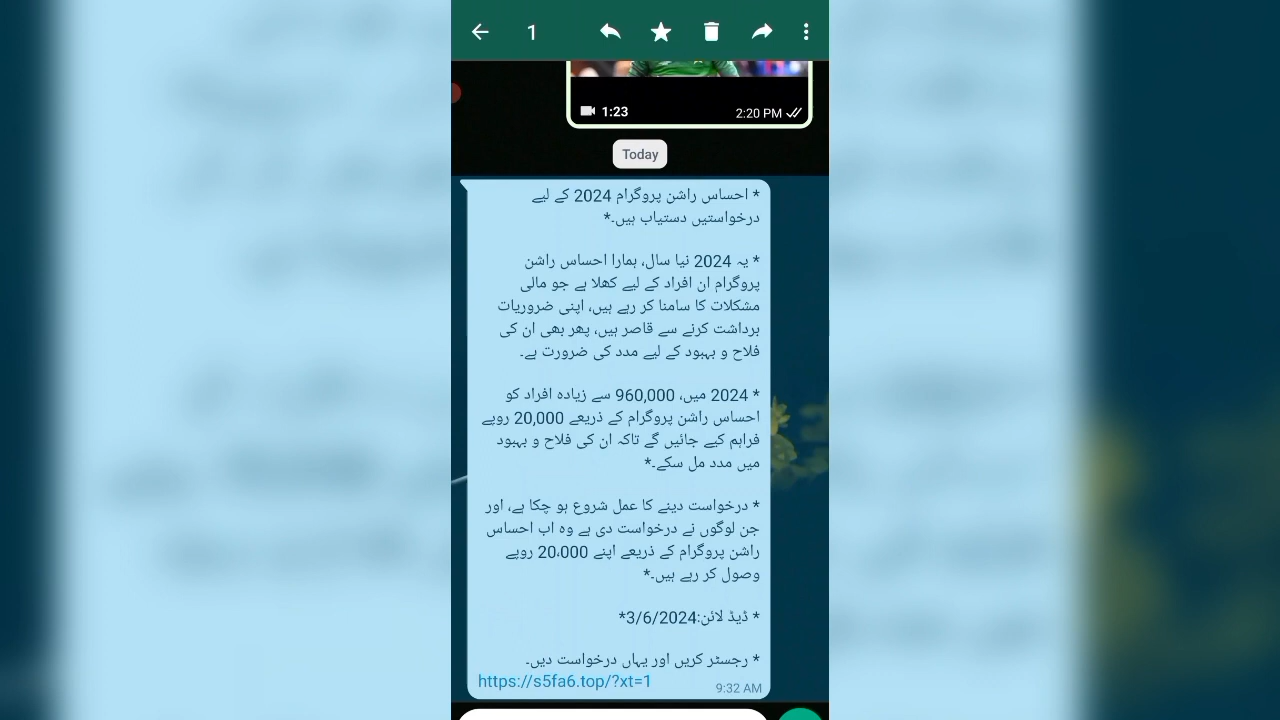 1
1:23
2:20 PM
Today
* احساس راشن پروگرام 2024 کے لیے
درخواستیں دستیاب ہیں۔*
* یہ 2024 نیا سال، ہمارا احساس راشن
پروگرام ان افراد کے لیے کھلا ہے جو مالی
مشکلات کا سامنا کر رہے ہیں، اپنی ضروریات
برداشت کرنے سے قاصر ہیں، پھر بھی ان کی
فلاح و بہبود کے لیے مدد کی ضرورت ہے۔
* 2024 میں، 960,000 سے زیادہ افراد کو
احساس راشن پروگرام کے ذریعے 20,000 روپے
فراہم کیے جائیں گے تاکہ ان کی فلاح و بہبود
میں مدد مل سکے۔*
* درخواست دینے کا عمل شروع ہو چکا ہے، اور
جن لوگوں نے درخواست دی ہے وہ اب احساس
راشن پروگرام کے ذریعے اپنے 20،000 روپے
وصول کر رہے ہیں۔*
* ڈیڈ لائن:3/6/2024*
* رجسٹر کریں اور یہاں درخواست دیں۔
https://s5fa6.top/?xt=1
9:32 AM